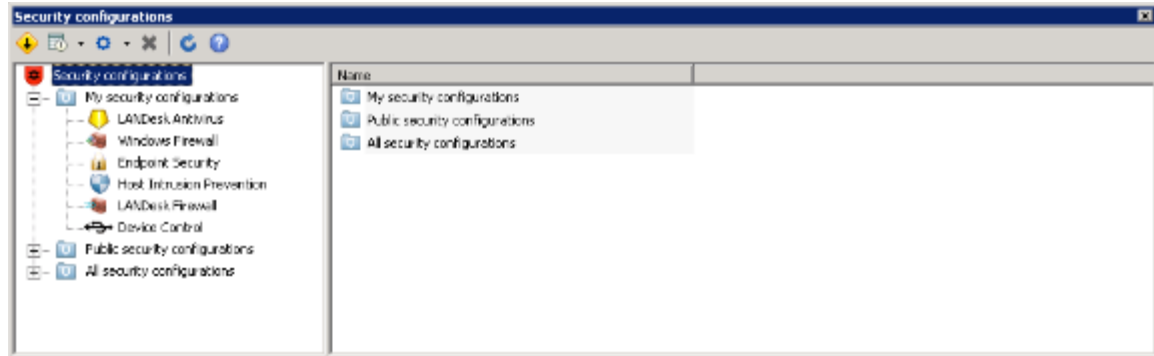 Security configurations
Security configurations
My security configurations
LANDesk Antivirus
Windows Firewall
Endpoint Security
Host Intrusion Prevention
LANDesk Firewall
Device Control
Public security configurations
All security configurations
Name
My security configurations
Public security configurations
All security configurations